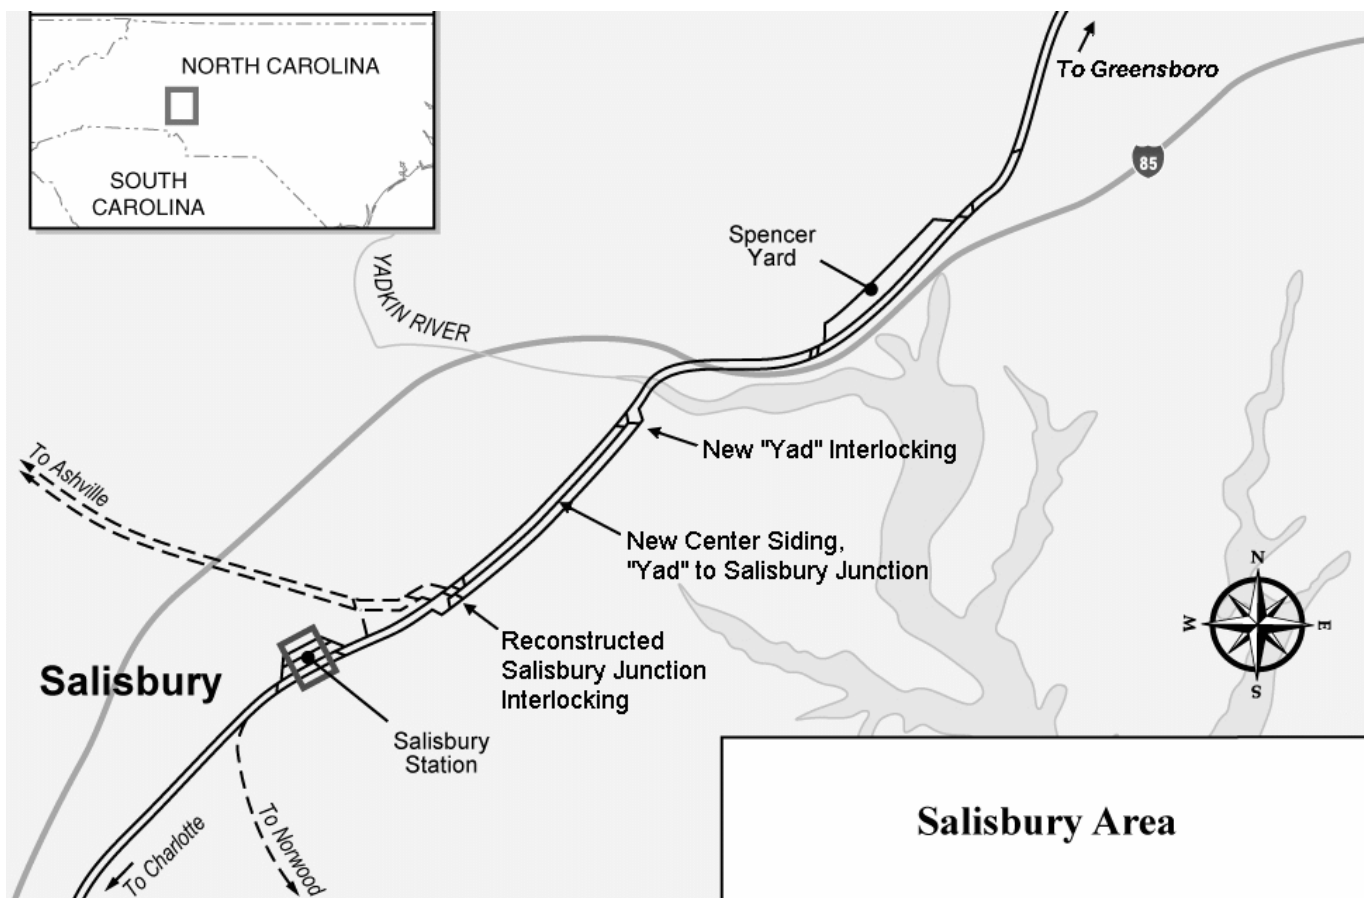 NORTH CAROLINA
SOUTH
CAROLINA
To Greensboro
85
Spencer
Yard
YADKIN RIVER
New "Yad" Interlocking
To Ashville
New Center Siding,
"Yad" to Salisbury Junction
N
W
E
S
Reconstructed
Salisbury Junction
Interlocking
Salisbury
Salisbury
Station
To Charlotte
To Norwood
Salisbury Area